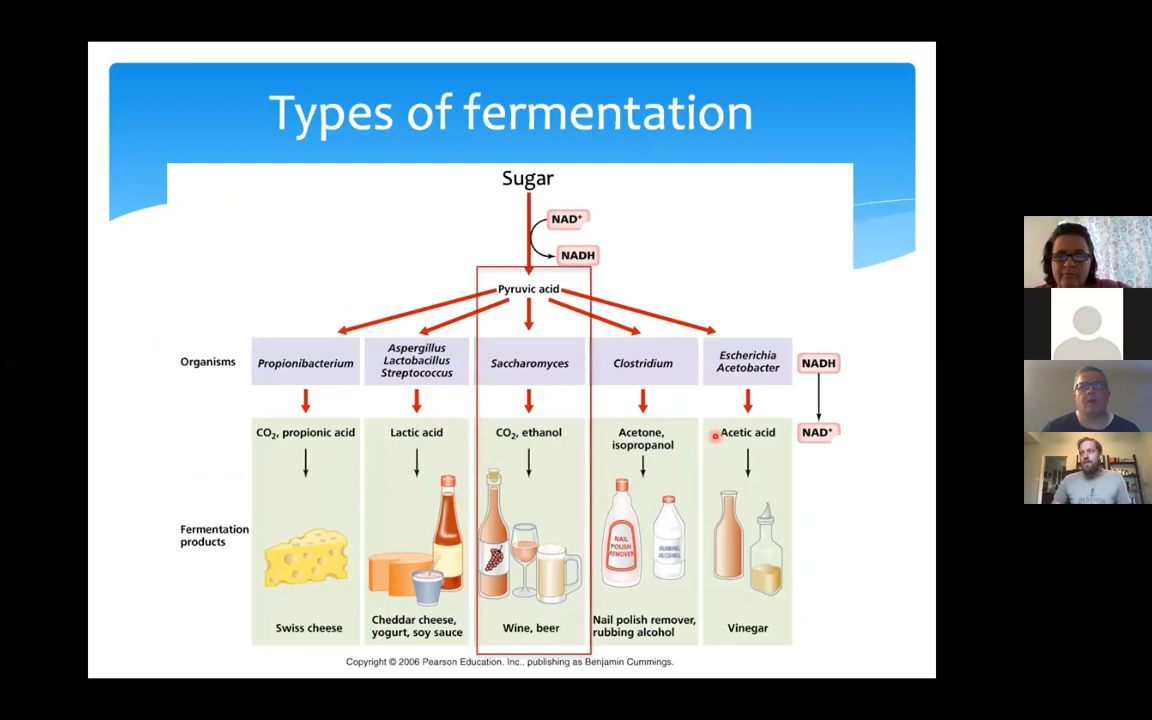 Types of fermentation
Sugar
NAD⁺
NADH
Pyruvic acid
Organisms
Propionibacterium
Aspergillus
Lactobacillus
Streptococcus
Saccharomyces
Clostridium
Escherichia
Acetobacter
NADH
CO₂, propionic acid
Lactic acid
CO₂, ethanol
Acetone,
isopropanol
Acetic acid
NAD⁺
Fermentation
products
NAIL
POLISH
REMOVER
RUBBING
ALCOHOL
Swiss cheese
Cheddar cheese,
yogurt, soy sauce
Wine, beer
Nail polish remover,
rubbing alcohol
Vinegar
Copyright © 2006 Pearson Education, Inc., publishing as Benjamin Cummings.